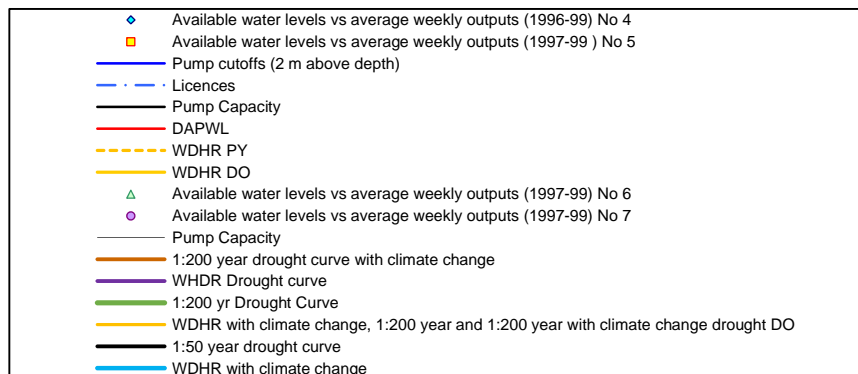 Available water levels vs average weekly outputs (1996-99) No 4
Available water levels vs average weekly outputs (1997-99 ) No 5
Pump cutoffs (2 m above depth)
Licences
Pump Capacity
DAPWL
WDHR PY
WDHR DO
Available water levels vs average weekly outputs (1997-99) No 6
Available water levels vs average weekly outputs (1997-99) No 7
Pump Capacity
1:200 year drought curve with climate change
WHDR Drought curve
1:200 yr Drought Curve
WDHR with climate change, 1:200 year and 1:200 year with climate change drought DO
1:50 year drought curve
WDHR with climate change